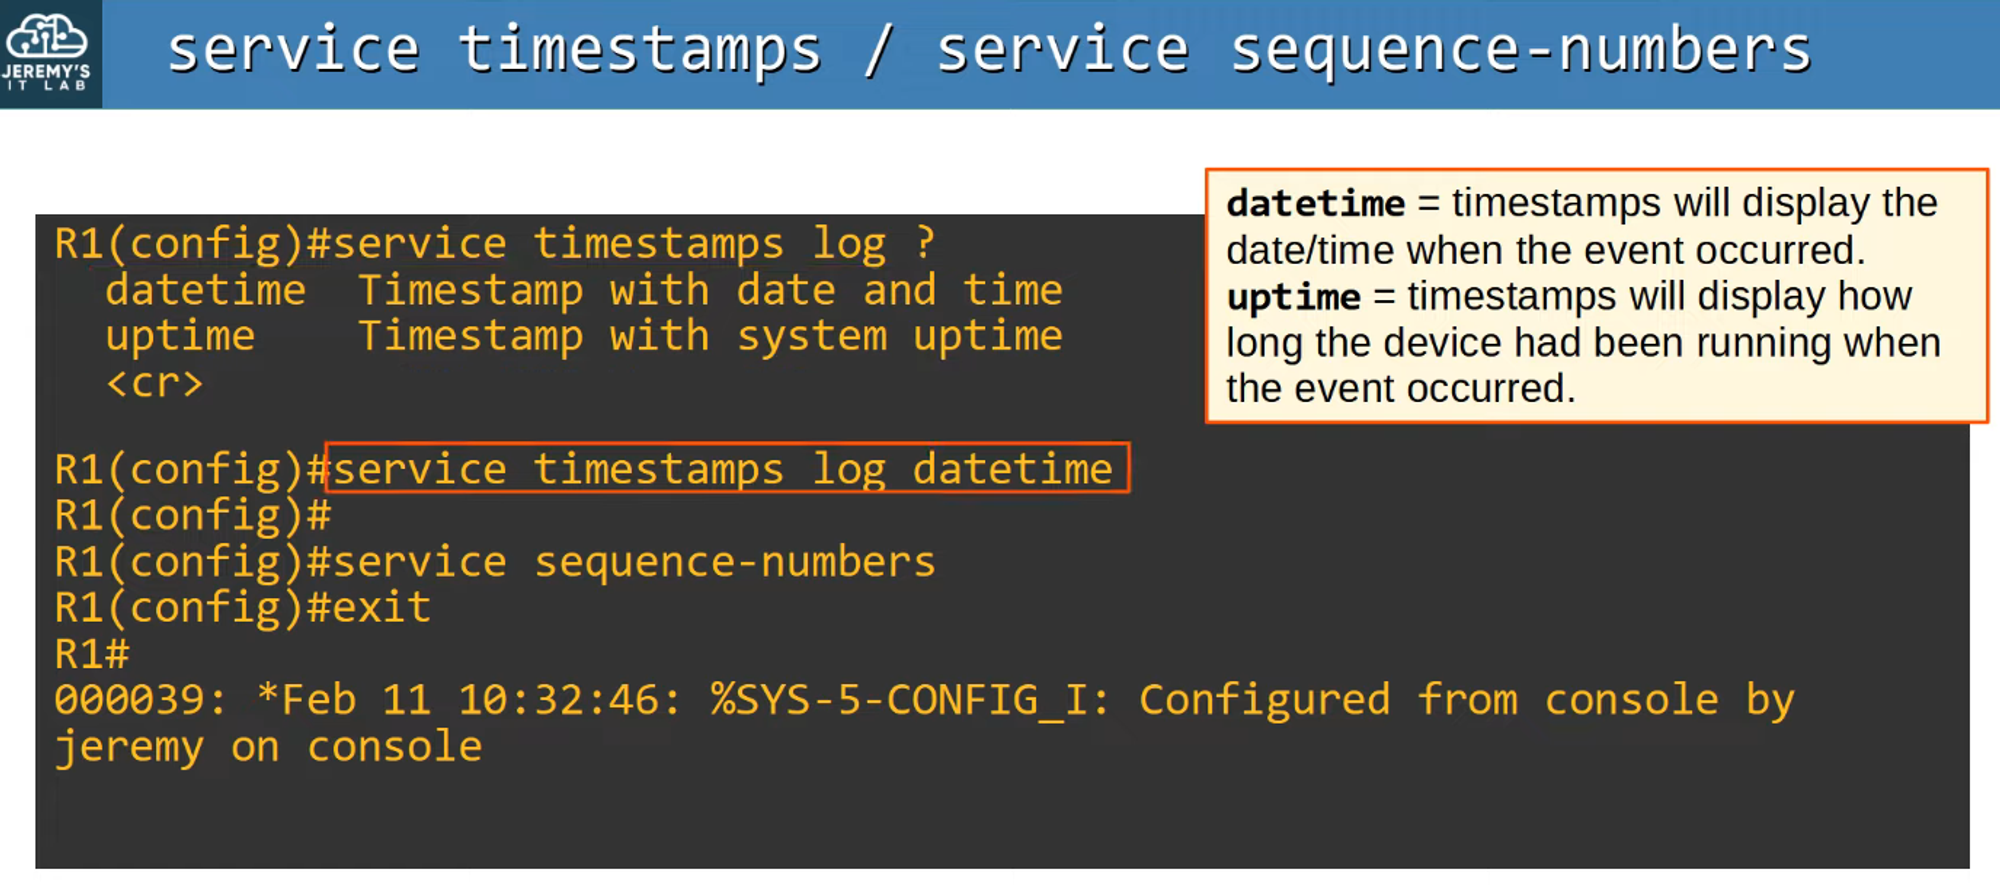 JEREMY'S
IT LAB
service timestamps / service sequence-numbers
datetime = timestamps will display the
date/time when the event occurred.
uptime = timestamps will display how
long the device had been running when
the event occurred.
R1(config)#service timestamps log ?
  datetime  Timestamp with date and time
  uptime    Timestamp with system uptime
  <cr>
R1(config)#service timestamps log datetime
R1(config)#
R1(config)#service sequence-numbers
R1(config)#exit
R1#
000039: *Feb 11 10:32:46: %SYS-5-CONFIG_I: Configured from console by
jeremy on console